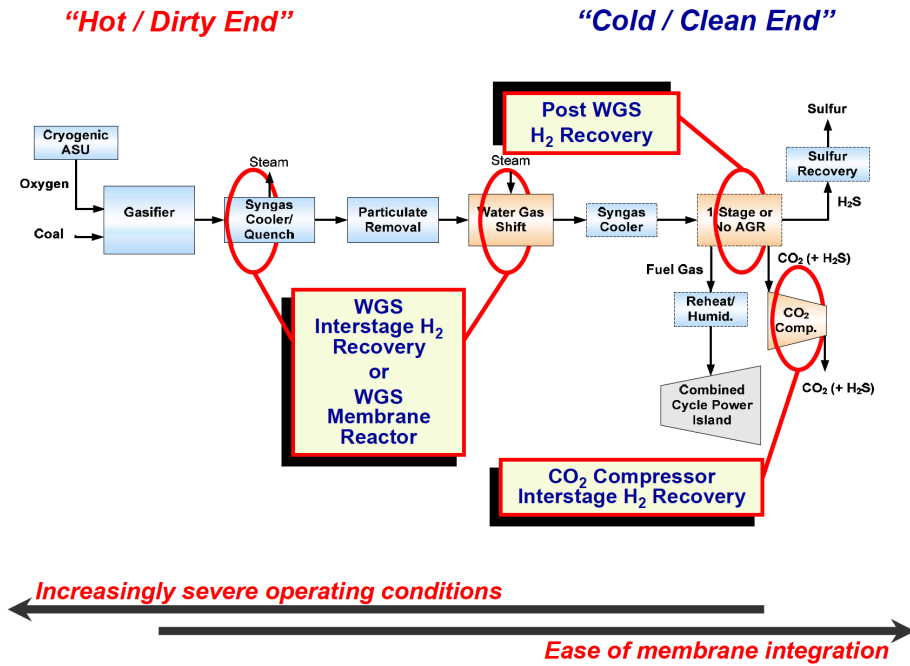 “Hot / Dirty End”
“Cold / Clean End”
Post WGS
H₂ Recovery
Sulfur
Cryogenic
ASU
Steam
Steam
Sulfur
Recovery
Oxygen
Gasifier
Syngas
Cooler/
Quench
Particulate
Removal
Water Gas
Shift
Syngas
Cooler
1 Stage or
No AGR
H₂S
Coal
Fuel Gas
CO₂ (+ H₂S)
Reheat/
Humid.
CO₂
Comp.
WGS
Interstage H₂
Recovery
or
WGS
Membrane
Reactor
Combined
Cycle Power
Island
CO₂ (+ H₂S)
CO₂ Compressor
Interstage H₂ Recovery
Increasingly severe operating conditions
Ease of membrane integration